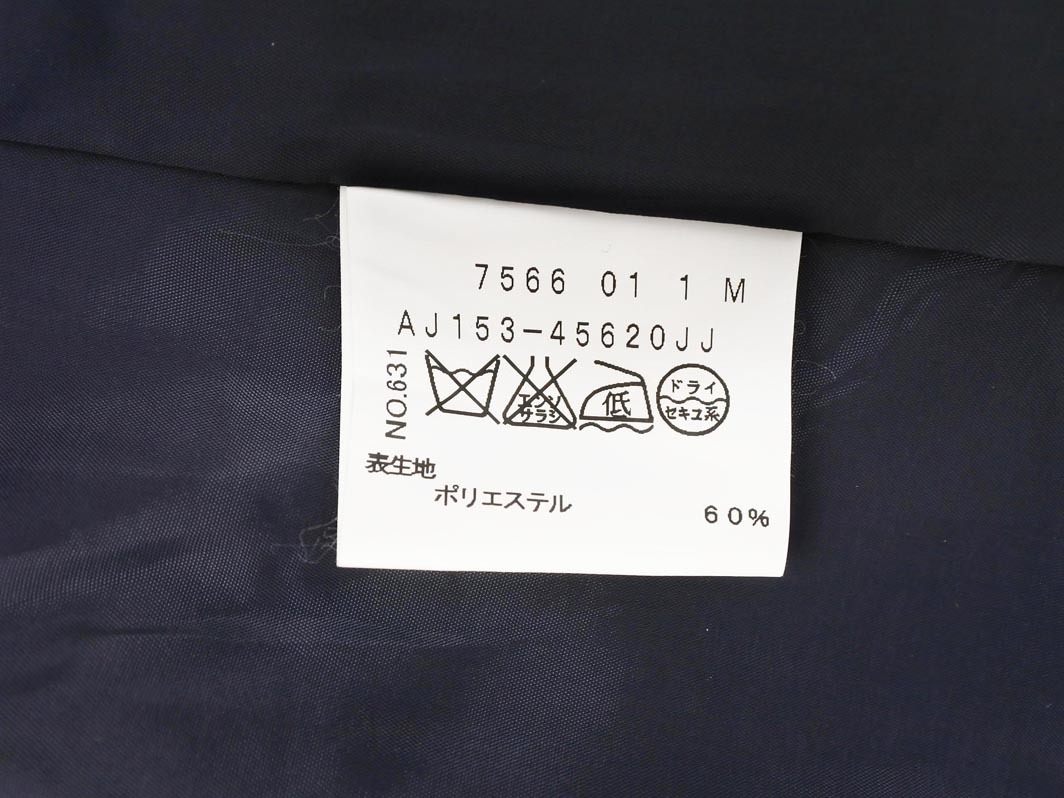 7566 01 1 M
AJ153-45620JJ
NO.631
エンソ
サラシ
低
ドライ
セキユ系
表生地
ポリエステル
60%